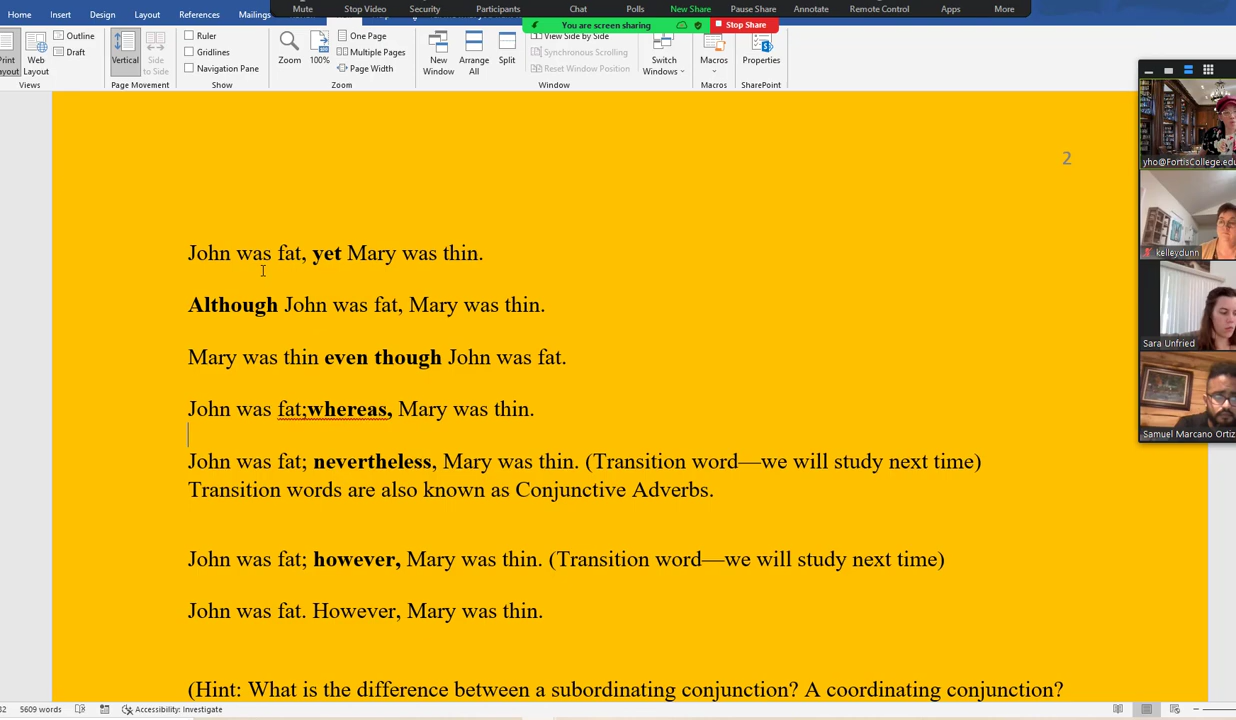 Mute Stop Video Security Participants Chat Polls New Share Pause Share Annotate Remote Control Apps More
Home Insert Design Layout References Mailings
You are screen sharing Stop Share
Print Layout Web Layout Outline Draft
Views
Vertical Side to Side
Page Movement
Ruler
Gridlines
Navigation Pane
Show
Zoom 100% One Page
Multiple Pages
Page Width
Zoom
New Window Arrange All Split
View Side by Side
Synchronous Scrolling
Reset Window Position
Switch Windows
Window
Macros
Macros
Properties
SharePoint
2
John was fat, yet Mary was thin.
Although John was fat, Mary was thin.
Mary was thin even though John was fat.
John was fat;whereas, Mary was thin.
John was fat; nevertheless, Mary was thin. (Transition word—we will study next time)
Transition words are also known as Conjunctive Adverbs.
John was fat; however, Mary was thin. (Transition word—we will study next time)
John was fat. However, Mary was thin.
(Hint: What is the difference between a subordinating conjunction? A coordinating conjunction?
yho@FortisCollege.edu
kelleydunn
Sara Unfried
Samuel Marcano Ortiz
32 5609 words Accessibility: Investigate